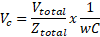 V_c = V_total / Z_total x 1 / wC